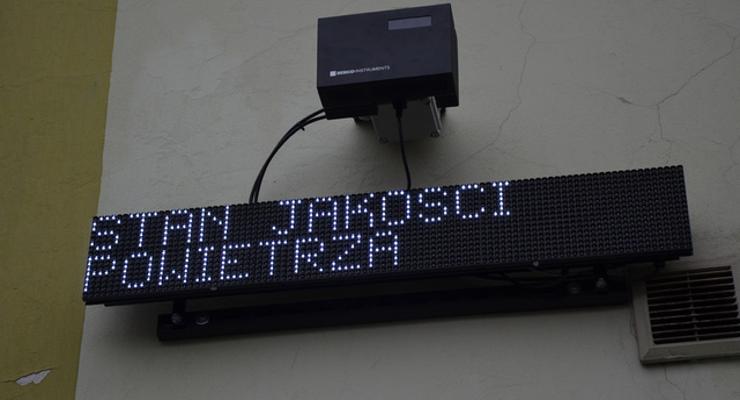 STAN JAKOSCI
POWIETRZA